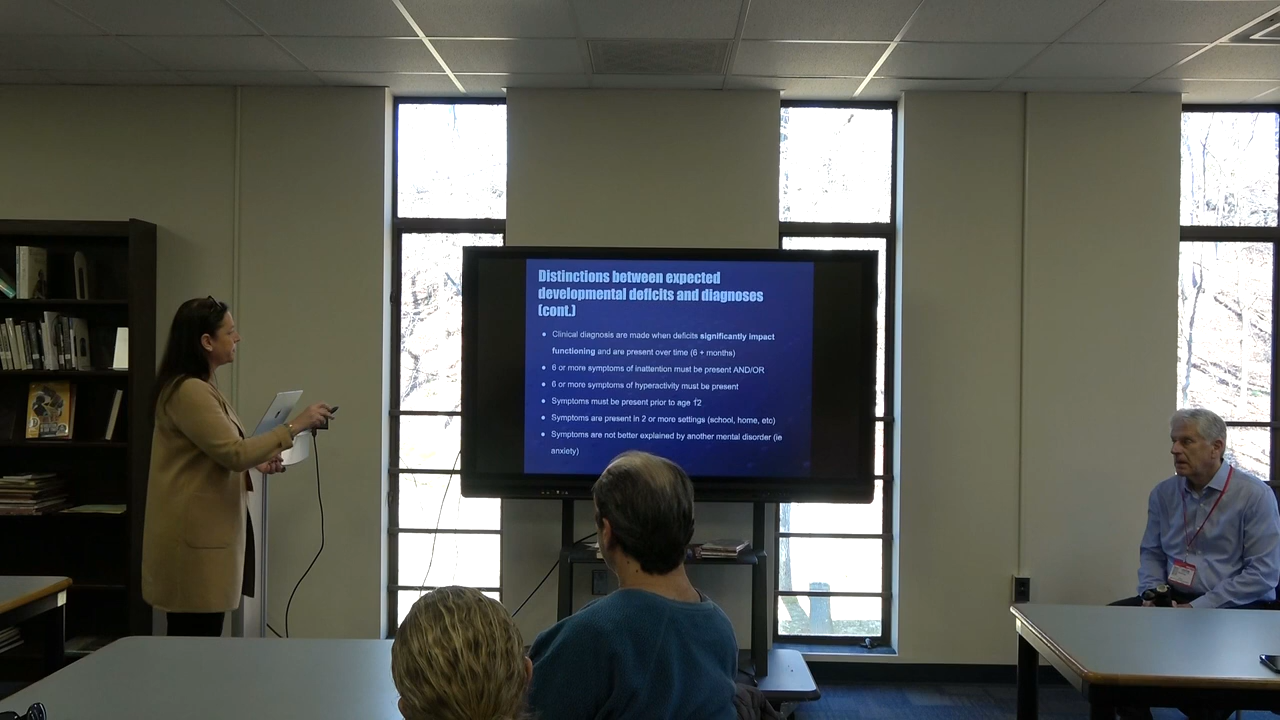 Distinctions between expected
developmental deficits and diagnoses
(cont.)
Clinical diagnosis are made when deficits significantly impact
functioning and are present over time (6 + months)
6 or more symptoms of inattention must be present AND/OR
6 or more symptoms of hyperactivity must be present
Symptoms must be present prior to age 12
Symptoms are present in 2 or more settings (school, home, etc)
Symptoms are not better explained by another mental disorder (ie
anxiety)